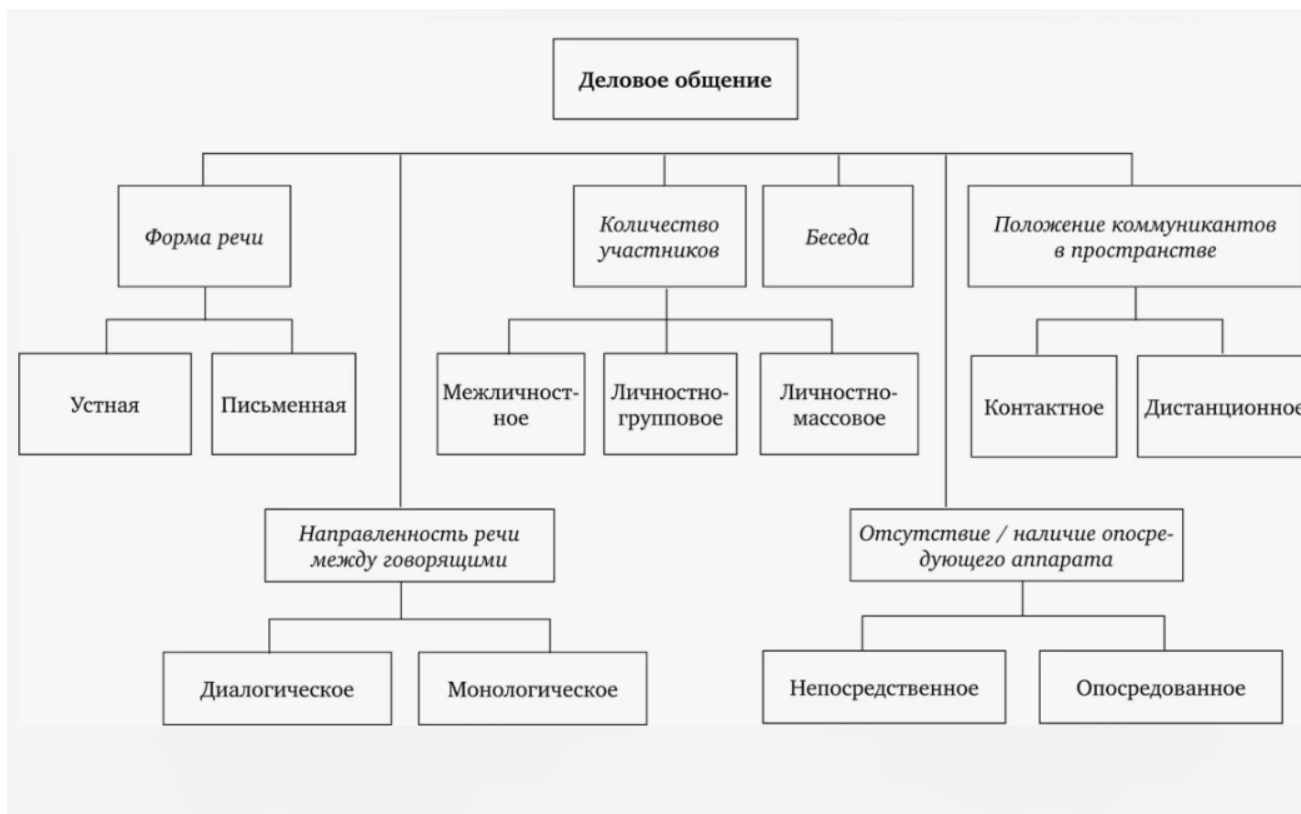 Деловое общение
Форма речи
Количество
участников
Беседа
Положение коммуникантов
в пространстве
Устная
Письменная
Межличност-
ное
Личностно-
групповое
Личностно-
массовое
Контактное
Дистанционное
Направленность речи
между говорящими
Отсутствие / наличие опосре-
дующего аппарата
Диалогическое
Монологическое
Непосредственное
Опосредованное